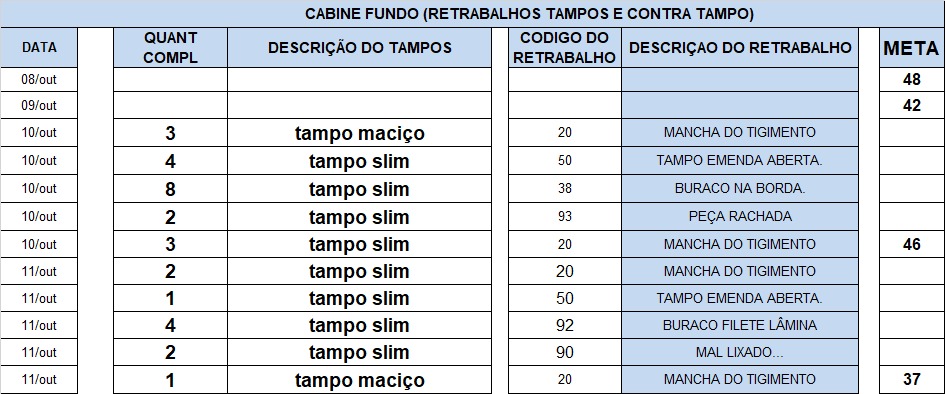 CABINE FUNDO (RETRABALHOS TAMPOS E CONTRA TAMPO)
DATA QUANT COMPL DESCRIÇÃO DO TAMPOS CODIGO DO RETRABALHO DESCRIÇAO DO RETRABALHO META
08/out 48
09/out 42
10/out 3 tampo maciço 20 MANCHA DO TIGIMENTO
10/out 4 tampo slim 50 TAMPO EMENDA ABERTA.
10/out 8 tampo slim 38 BURACO NA BORDA.
10/out 2 tampo slim 93 PEÇA RACHADA
10/out 3 tampo slim 20 MANCHA DO TIGIMENTO 46
11/out 2 tampo slim 20 MANCHA DO TIGIMENTO
11/out 1 tampo slim 50 TAMPO EMENDA ABERTA.
11/out 4 tampo slim 92 BURACO FILETE LÂMINA
11/out 2 tampo slim 90 MAL LIXADO...
11/out 1 tampo maciço 20 MANCHA DO TIGIMENTO 37